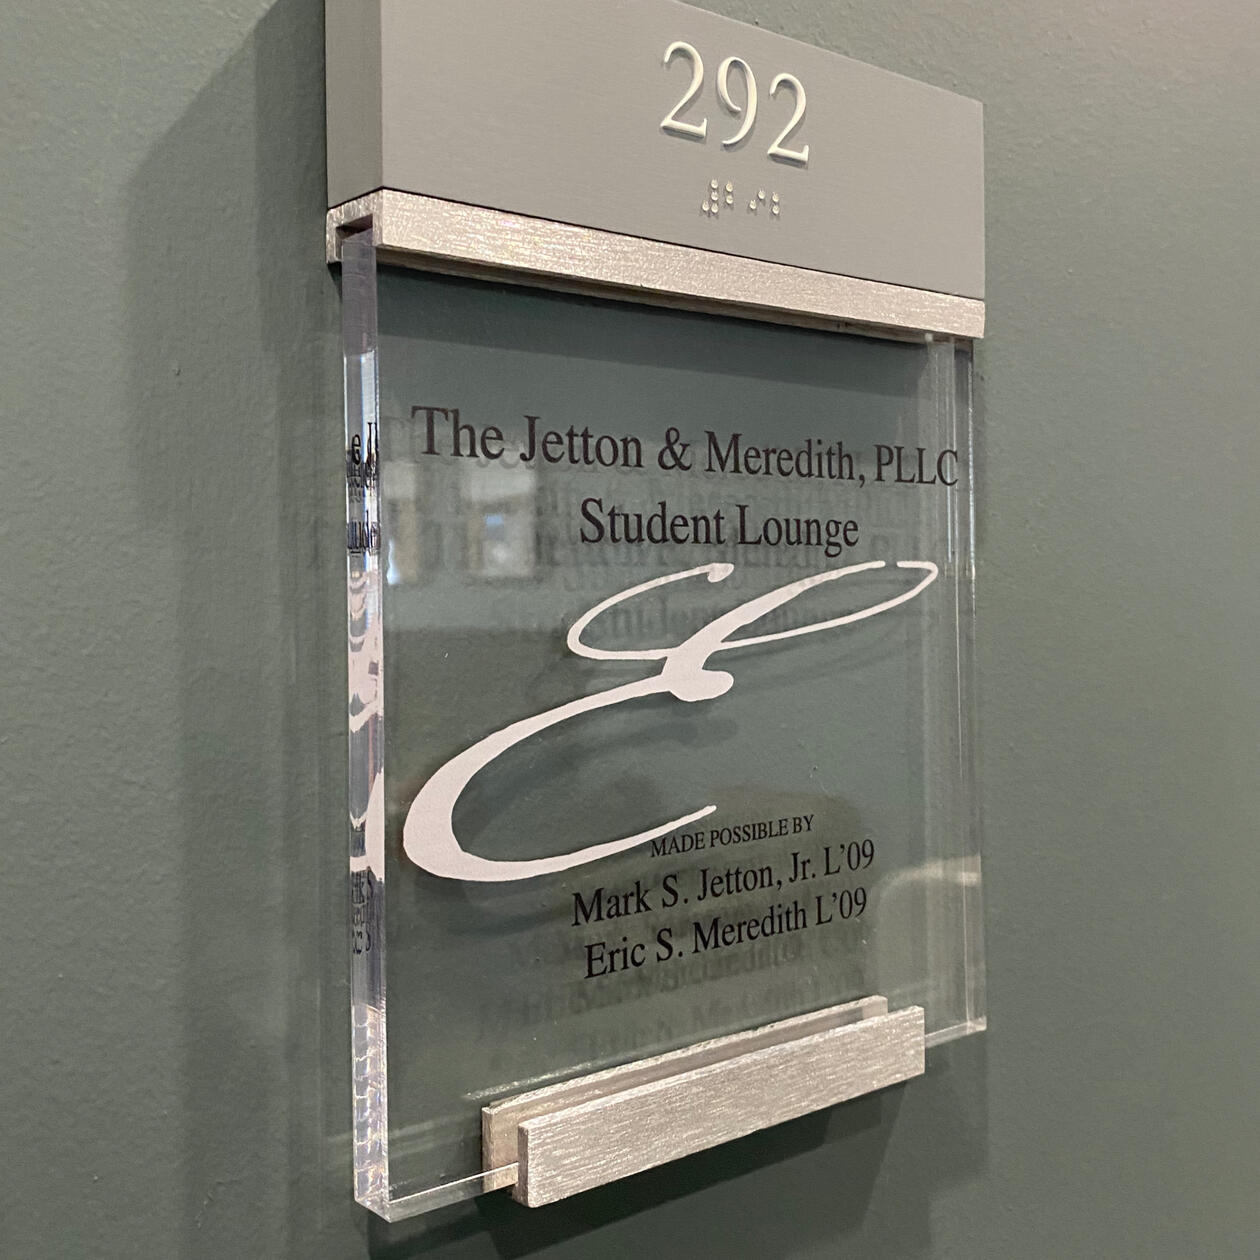 292
The Jetton & Meredith, PLLC
Student Lounge
E
MADE POSSIBLE BY
Mark S. Jetton, Jr. L'09
Eric S. Meredith L'09